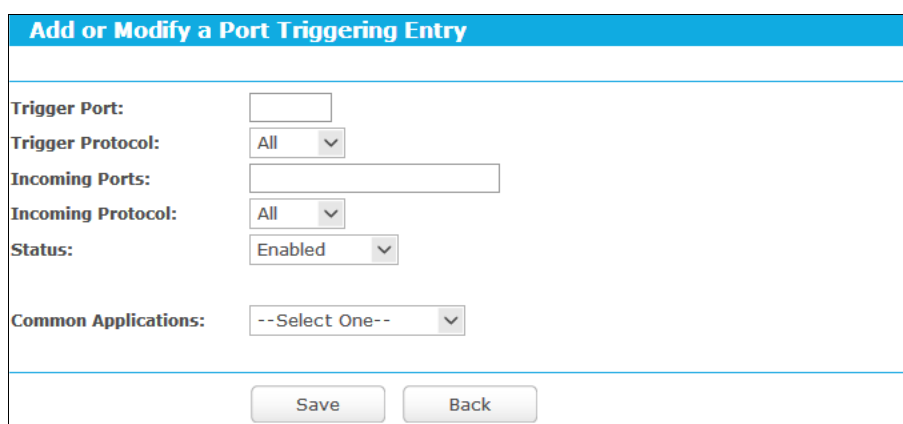 Add or Modify a Port Triggering Entry
Trigger Port:
Trigger Protocol: All
Incoming Ports:
Incoming Protocol: All
Status: Enabled
Common Applications: --Select One--
Save Back